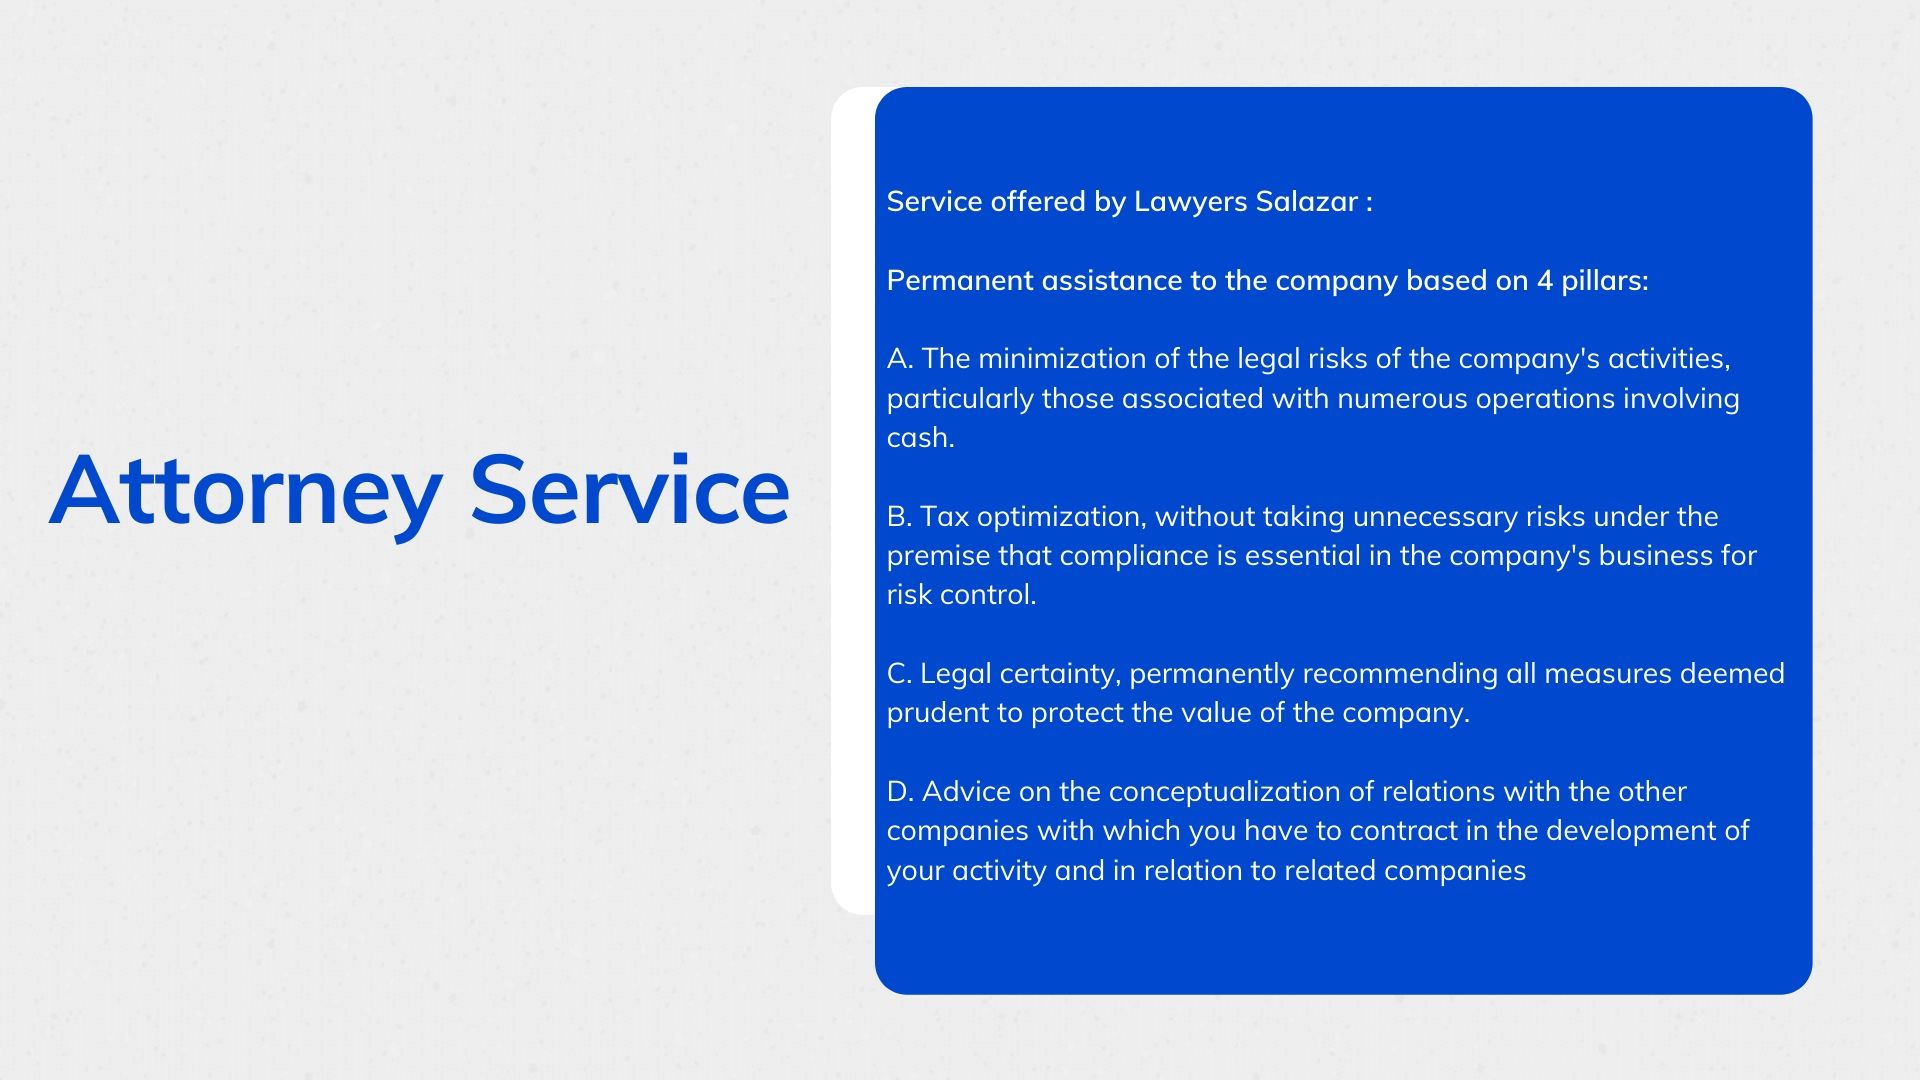 Attorney Service
Service offered by Lawyers Salazar :
Permanent assistance to the company based on 4 pillars:
A. The minimization of the legal risks of the company's activities,
particularly those associated with numerous operations involving
cash.
B. Tax optimization, without taking unnecessary risks under the
premise that compliance is essential in the company's business for
risk control.
C. Legal certainty, permanently recommending all measures deemed
prudent to protect the value of the company.
D. Advice on the conceptualization of relations with the other
companies with which you have to contract in the development of
your activity and in relation to related companies